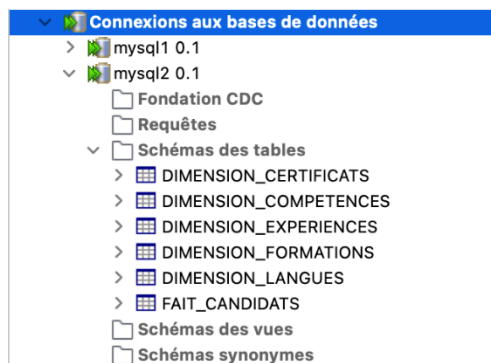 Connexions aux bases de données
mysql1 0.1
mysql2 0.1
Fondation CDC
Requêtes
Schémas des tables
DIMENSION_CERTIFICATS
DIMENSION_COMPETENCES
DIMENSION_EXPERIENCES
DIMENSION_FORMATIONS
DIMENSION_LANGUES
FAIT_CANDIDATS
Schémas des vues
Schémas synonymes